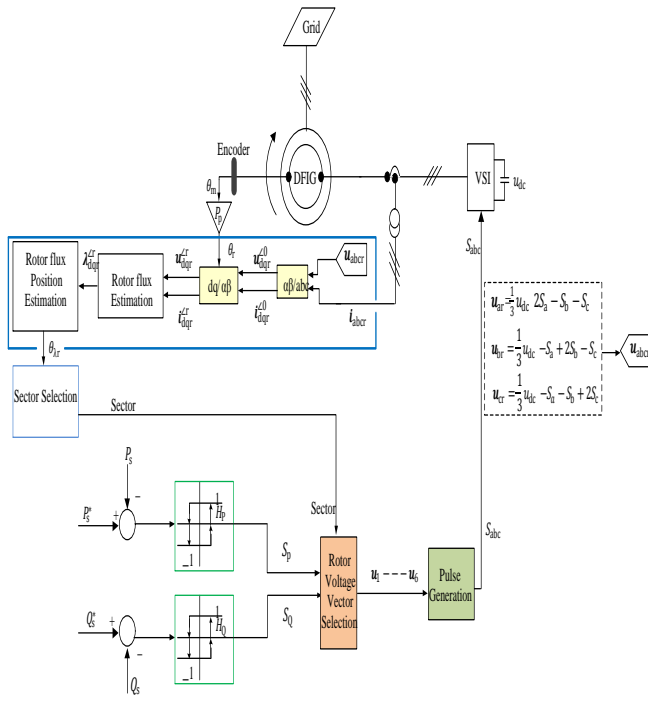 Grid
Encoder
DFIG
VSI
u_dc
θ_m
P_p
θ_r
S_abc
Rotor flux
Position
Estimation
λ_dqr^∠r
Rotor flux
Estimation
u_dqr^∠r
i_dqr^∠r
dq/αβ
u_dqr^∠0
i_dqr^∠0
αβ/abc
u_abcr
i_abcr
u_ar = 1/3 u_dc 2S_a − S_b − S_c
u_br = 1/3 u_dc −S_a + 2S_b − S_c
u_cr = 1/3 u_dc −S_a − S_b + 2S_c
u_abcr
θ_λr
Sector Selection
Sector
P_s
−
P_s* +
1
H_P
−1
S_p
Sector
Rotor
Voltage
Vector
Selection
u_1 ---- u_6
Pulse
Generation
S_abc
Q_s* +
−
Q_s
1
H_Q
−1
S_Q